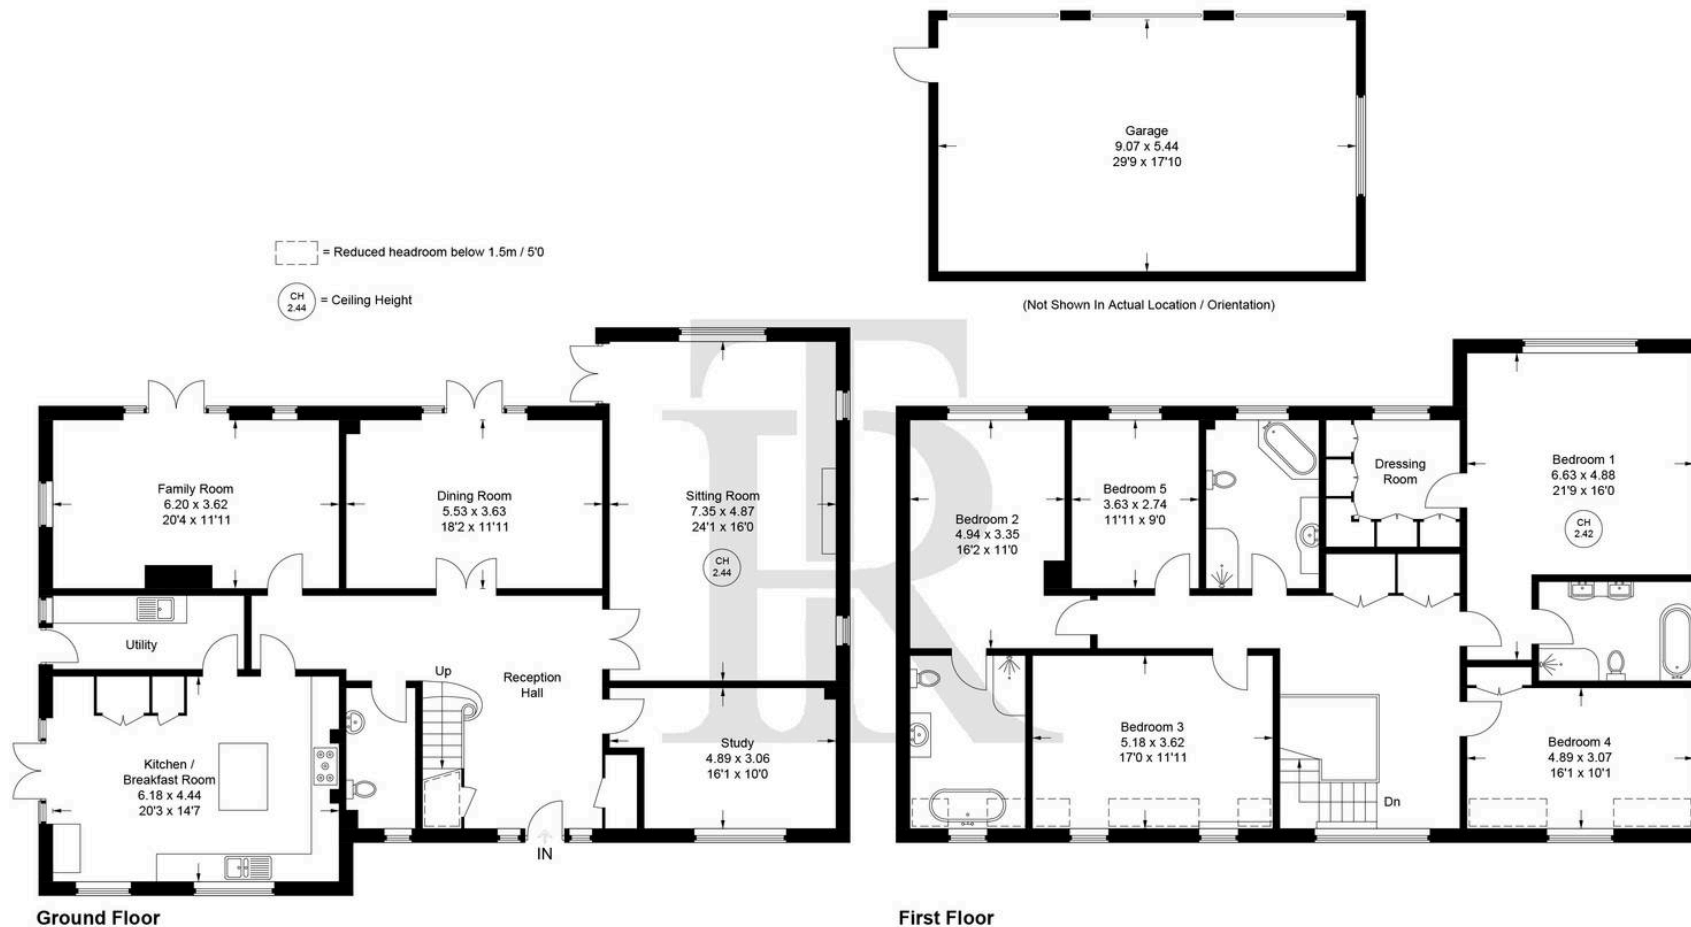 Garage
9.07 x 5.44
29'9 x 17'10
(Not Shown In Actual Location / Orientation)
= Reduced headroom below 1.5m / 5'0
CH
2.44
= Ceiling Height
Family Room
6.20 x 3.62
20'4 x 11'11
Dining Room
5.53 x 3.63
18'2 x 11'11
Sitting Room
7.35 x 4.87
24'1 x 16'0
CH
2.44
Utility
Up
Reception
Hall
Kitchen /
Breakfast Room
6.18 x 4.44
20'3 x 14'7
Study
4.89 x 3.06
16'1 x 10'0
IN
Ground Floor
Bedroom 2
4.94 x 3.35
16'2 x 11'0
Bedroom 5
3.63 x 2.74
11'11 x 9'0
Dressing
Room
Bedroom 1
6.63 x 4.88
21'9 x 16'0
CH
2.42
Bedroom 3
5.18 x 3.62
17'0 x 11'11
Dn
Bedroom 4
4.89 x 3.07
16'1 x 10'1
First Floor